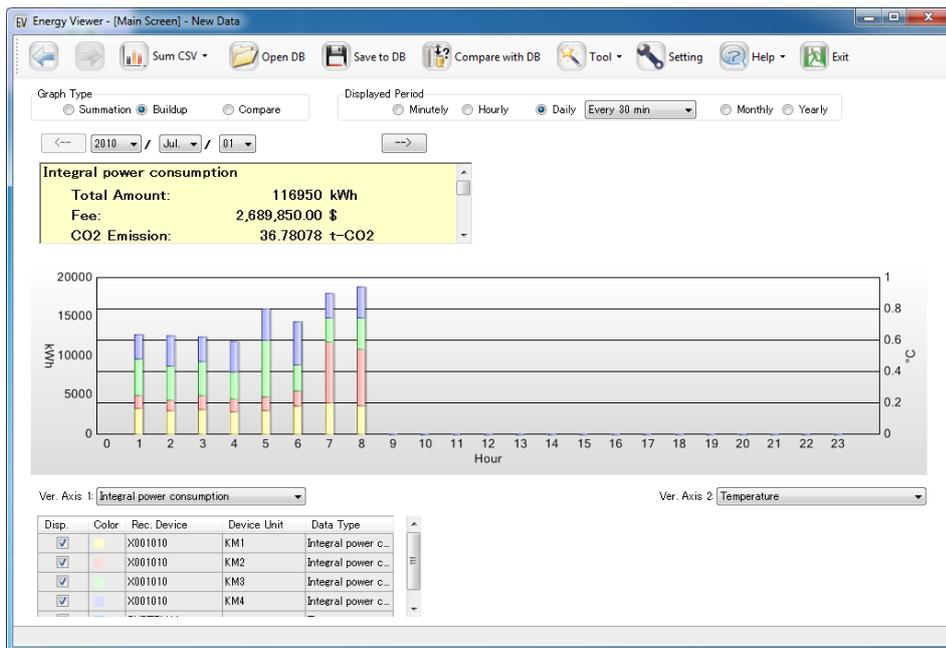 EV Energy Viewer - [Main Screen] - New Data
Sum CSV Open DB Save to DB Compare with DB Tool Setting Help Exit
Graph Type
Summation Buildup Compare
Displayed Period
Minutely Hourly Daily Every 30 min Monthly Yearly
<-- 2010 / Jul. / 01 -->
Integral power consumption
Total Amount: 116950 kWh
Fee: 2,689,850.00 $
CO2 Emission: 36.78078 t-CO2
20000 1
15000 0.8
0.6
10000
0.4
5000
0.2
0 0
kWh
°C
0 1 2 3 4 5 6 7 8 9 10 11 12 13 14 15 16 17 18 19 20 21 22 23
Hour
Ver. Axis 1: Integral power consumption Ver. Axis 2: Temperature
Disp. Color Rec. Device Device Unit Data Type
X001010 KM1 Integral power c...
X001010 KM2 Integral power c...
X001010 KM3 Integral power c...
X001010 KM4 Integral power c...